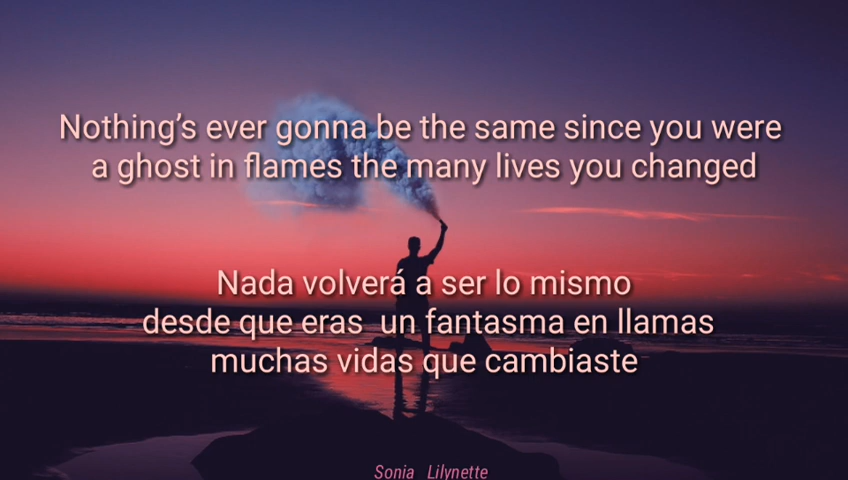 Nothing’s ever gonna be the same since you were
a ghost in flames the many lives you changed
Nada volverá a ser lo mismo
desde que eras un fantasma en llamas
muchas vidas que cambiaste
Sonia Lilynette